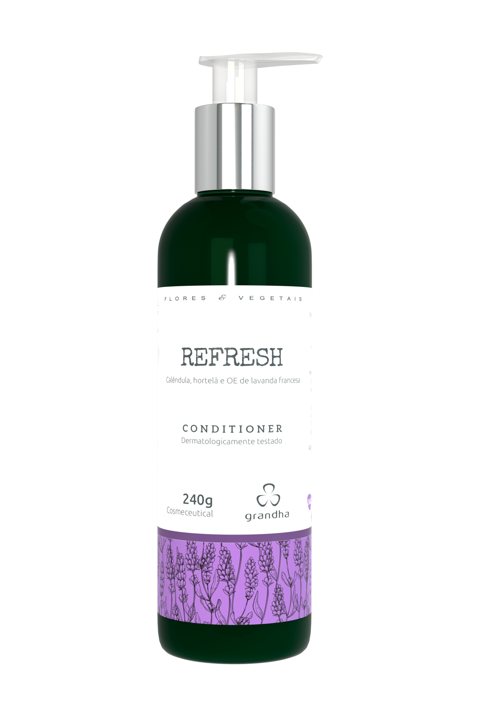 FLORES & VEGETAIS
REFRESH
Calêndula, hortelã e OE de lavanda francesa
CONDITIONER
Dermatologicamente testado
240g
Cosmeceutical
grandha